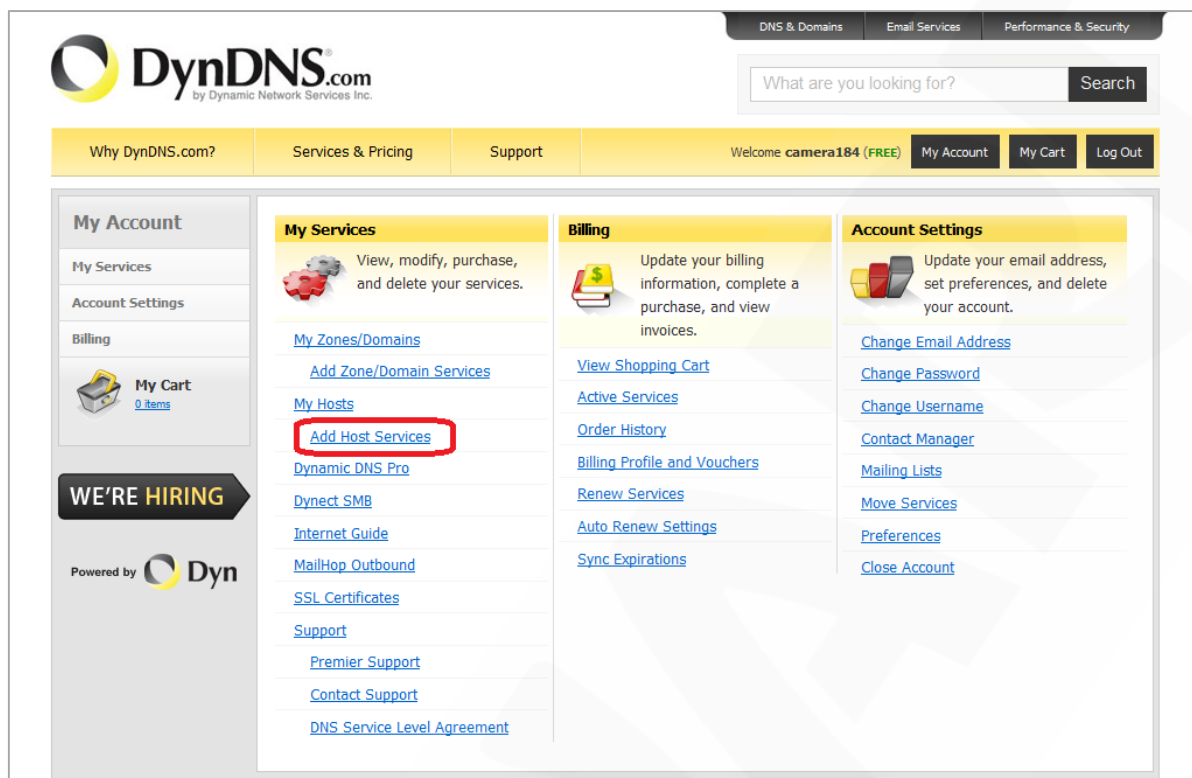 DNS & Domains
Email Services
Performance & Security
DynDNS.com
by Dynamic Network Services Inc.
What are you looking for?
Search
Why DynDNS.com?
Services & Pricing
Support
Welcome camera184 (FREE)
My Account
My Cart
Log Out
My Account
My Services
Account Settings
Billing
My Cart
0 items
WE'RE HIRING
Powered by Dyn
My Services
View, modify, purchase,
and delete your services.
My Zones/Domains
Add Zone/Domain Services
My Hosts
Add Host Services
Dynamic DNS Pro
Dynect SMB
Internet Guide
MailHop Outbound
SSL Certificates
Support
Premier Support
Contact Support
DNS Service Level Agreement
Billing
Update your billing
information, complete a
purchase, and view
invoices.
View Shopping Cart
Active Services
Order History
Billing Profile and Vouchers
Renew Services
Auto Renew Settings
Sync Expirations
Account Settings
Update your email address,
set preferences, and delete
your account.
Change Email Address
Change Password
Change Username
Contact Manager
Mailing Lists
Move Services
Preferences
Close Account